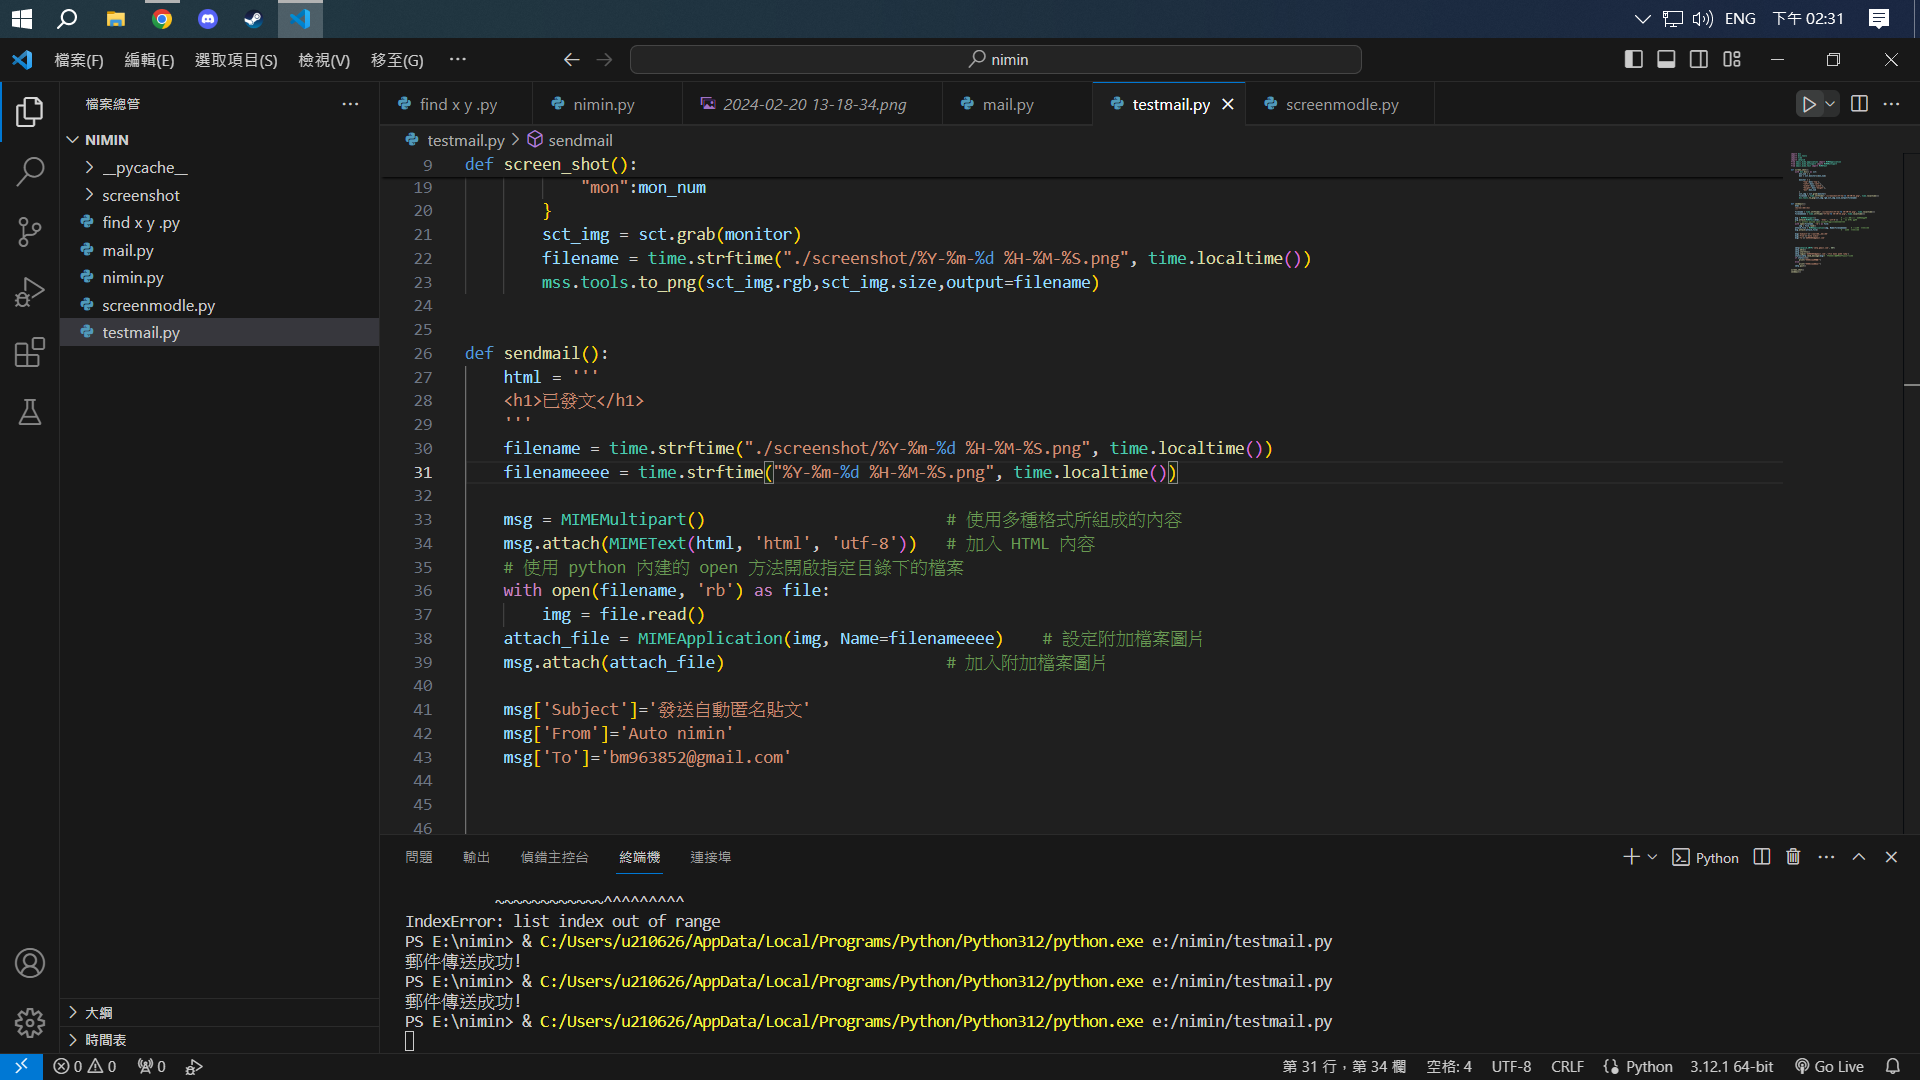 ENG
下午 02:31
檔案(F)
編輯(E)
選取項目(S)
檢視(V)
移至(G)
nimin
檔案總管
find x y .py
nimin.py
2024-02-20 13-18-34.png
mail.py
testmail.py
screenmodle.py
NIMIN
__pycache__
screenshot
find x y .py
mail.py
nimin.py
screenmodle.py
testmail.py
大綱
時間表
testmail.py > sendmail
9 def screen_shot():
19 "mon":mon_num
20 }
21 sct_img = sct.grab(monitor)
22 filename = time.strftime("./screenshot/%Y-%m-%d %H-%M-%S.png", time.localtime())
23 mss.tools.to_png(sct_img.rgb,sct_img.size,output=filename)
24
25
26 def sendmail():
27 html = '''
28 <h1>已發文</h1>
29 '''
30 filename = time.strftime("./screenshot/%Y-%m-%d %H-%M-%S.png", time.localtime())
31 filenameeee = time.strftime("%Y-%m-%d %H-%M-%S.png", time.localtime())
32
33 msg = MIMEMultipart() # 使用多種格式所組成的內容
34 msg.attach(MIMEText(html, 'html', 'utf-8')) # 加入 HTML 內容
35 # 使用 python 內建的 open 方法開啟指定目錄下的檔案
36 with open(filename, 'rb') as file:
37 img = file.read()
38 attach_file = MIMEApplication(img, Name=filenameeee) # 設定附加檔案圖片
39 msg.attach(attach_file) # 加入附加檔案圖片
40
41 msg['Subject']='發送自動匿名貼文'
42 msg['From']='Auto nimin'
43 msg['To']='bm963852@gmail.com'
44
45
46
問題
輸出
偵錯主控台
終端機
連接埠
Python
~~~~~~~~~~~~^^^^^^^^^
IndexError: list index out of range
PS E:\nimin> & C:/Users/u210626/AppData/Local/Programs/Python/Python312/python.exe e:/nimin/testmail.py
郵件傳送成功!
PS E:\nimin> & C:/Users/u210626/AppData/Local/Programs/Python/Python312/python.exe e:/nimin/testmail.py
郵件傳送成功!
PS E:\nimin> & C:/Users/u210626/AppData/Local/Programs/Python/Python312/python.exe e:/nimin/testmail.py
0
0
0
第 31 行，第 34 欄
空格: 4
UTF-8
CRLF
Python
3.12.1 64-bit
Go Live